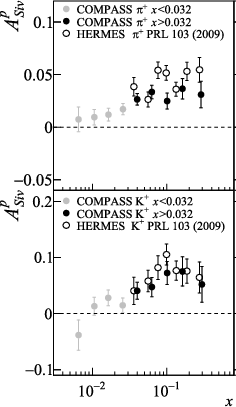 A^p_Siv
COMPASS π⁺ x<0.032
COMPASS π⁺ x>0.032
HERMES π⁺ PRL 103 (2009)
0.1
0.05
0
−0.05
A^p_Siv
COMPASS K⁺ x<0.032
COMPASS K⁺ x>0.032
HERMES K⁺ PRL 103 (2009)
0.2
0.1
0
−0.1
10⁻² 10⁻¹ 1
x